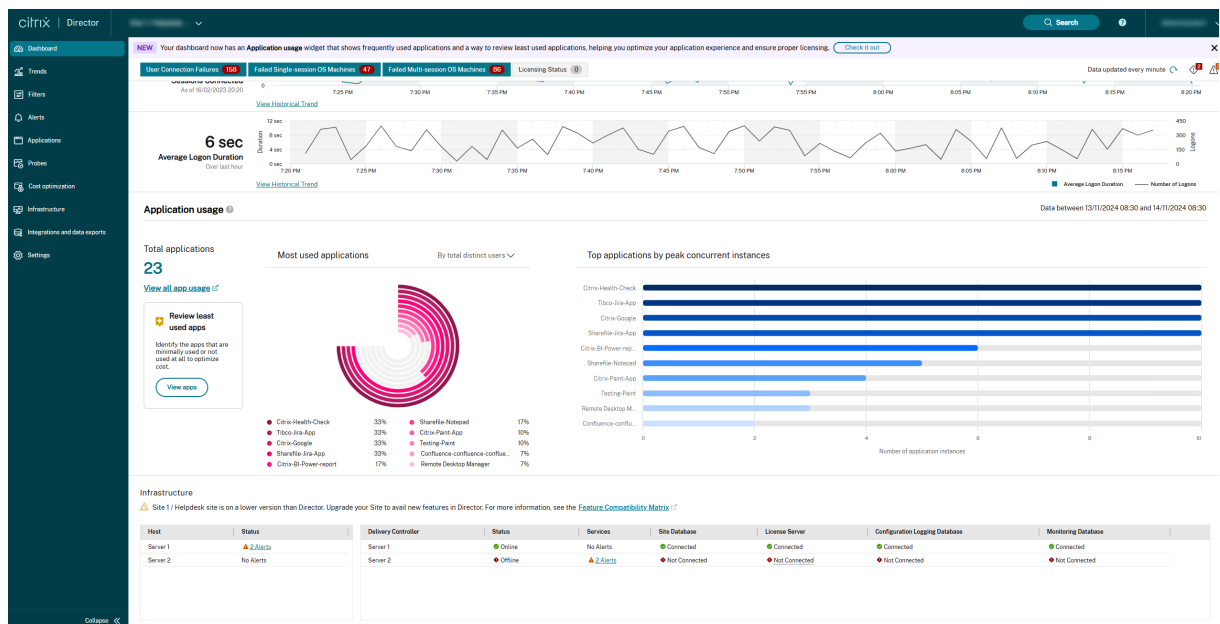 citrix | Director
Search
Dashboard
Trends
Filters
Alerts
Applications
Probes
Cost optimization
Infrastructure
Integrations and data exports
Settings
Collapse
NEW Your dashboard now has an Application usage widget that shows frequently used applications and a way to review least used applications, helping you optimize your application experience and ensure proper licensing. Check it out
User Connection Failures 158 Failed Single-session OS Machines 47 Failed Multi-session OS Machines 86 Licensing Status 0 Data updated every minute 2
Sessions Connected
As of 16/02/2023 20:20
0
7:25 PM 7:30 PM 7:35 PM 7:40 PM 7:45 PM 7:50 PM 7:55 PM 8:00 PM 8:05 PM 8:10 PM 8:15 PM 8:20 PM
View Historical Trend
6 sec
Average Logon Duration
Over last hour
Duration
12 sec
8 sec
4 sec
0 sec
450
300
150
0
Logons
7:20 PM 7:25 PM 7:30 PM 7:35 PM 7:40 PM 7:45 PM 7:50 PM 7:55 PM 8:00 PM 8:05 PM 8:10 PM 8:15 PM
View Historical Trend
Average Logon Duration Number of Logons
Application usage
Data between 13/11/2024 08:30 and 14/11/2024 08:30
Total applications
23
View all app usage
Review least
used apps
Identify the apps that are
minimally used or not
used at all to optimize
cost.
View apps
Most used applications By total distinct users
Citrix-Health-Check 33%
Tibco-Jira-App 33%
Citrix-Google 33%
Sharefile-Jira-App 33%
Citrix-BI-Power-report 17%
Sharefile-Notepad 17%
Citrix-Paint-App 10%
Testing-Paint 10%
Confluence-confluence-conflue... 7%
Remote Desktop Manager 7%
Top applications by peak concurrent instances
Citrix-Health-Check
Tibco-Jira-App
Citrix-Google
Sharefile-Jira-App
Citrix-BI-Power-rep...
Sharefile-Notepad
Citrix-Paint-App
Testing-Paint
Remote Desktop M...
Confluence-conflu...
0 2 4 6 8 10
Number of application instances
Infrastructure
Site 1 / Helpdesk site is on a lower version than Director. Upgrade your Site to avail new features in Director. For more information, see the Feature Compatibility Matrix
Host Status
Server 1 2 Alerts
Server 2 No Alerts
Delivery Controller Status Services Site Database License Server Configuration Logging Database Monitoring Database
Server 1 Online No Alerts Connected Connected Connected Connected
Server 2 Offline 2 Alerts Not Connected Not Connected Not Connected Not Connected